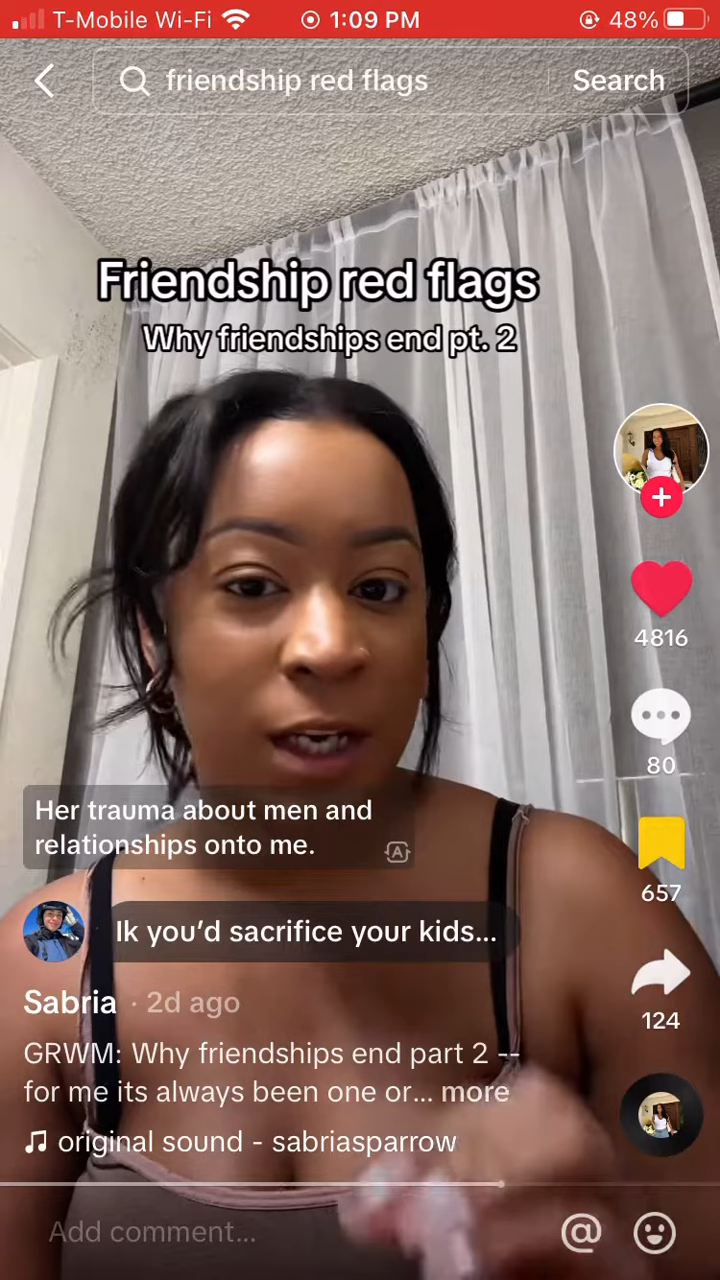 T-Mobile Wi-Fi 1:09 PM 48%
friendship red flags Search
Friendship red flags
Why friendships end pt. 2
4816
80
Her trauma about men and
relationships onto me.
A
657
Ik you’d sacrifice your kids...
Sabria · 2d ago
124
GRWM: Why friendships end part 2 --
for me its always been one or... more
original sound - sabriasparrow
Add comment...
@